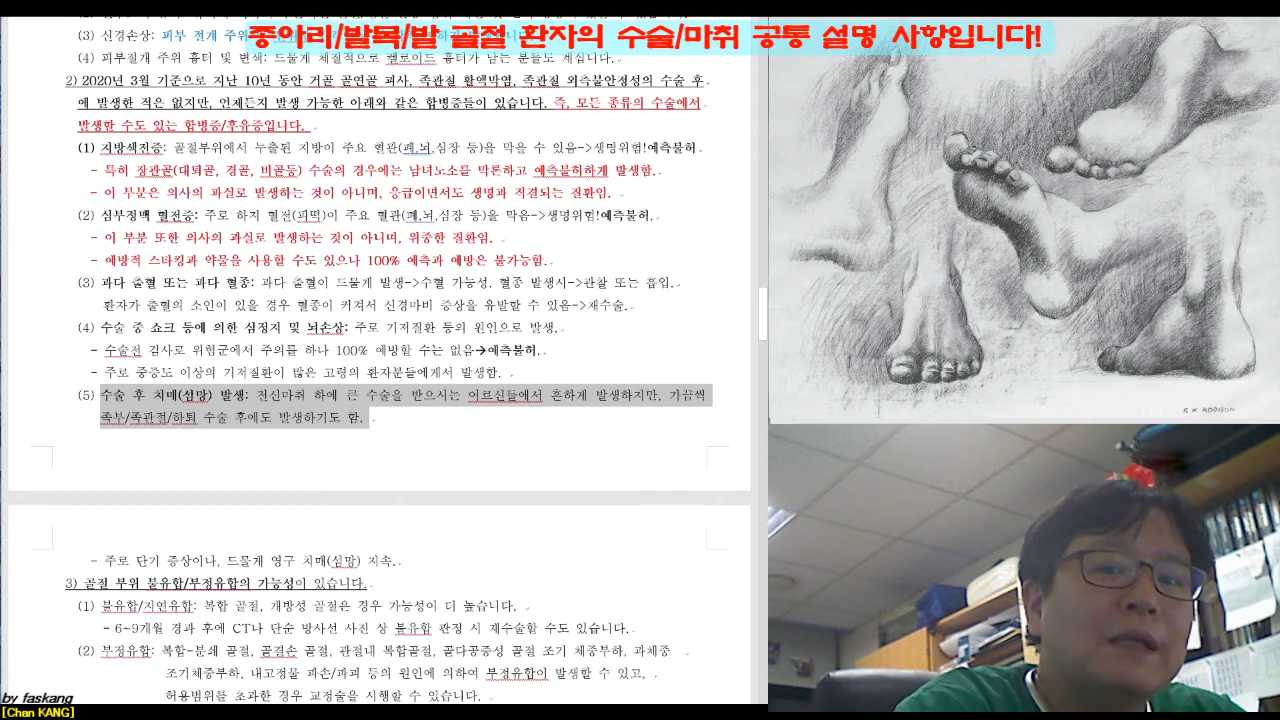 중아리/발목/발 골절 환자의 수술/마취 공통 설명 사항입니다!
(3) 신경손상: 피부 절개 주위
(4) 피부절개 주위 흉터 및 변색: 드물게 체질적으로 켈로이드 흉터가 남는 분들도 계십니다.
2) 2020년 3월 기준으로 지난 10년 동안 거골 골연골 괴사, 족관절 활액막염, 족관절 외측불안정성의 수술 후
에 발생한 적은 없지만, 언제든지 발생 가능한 아래와 같은 합병증들이 있습니다. 즉, 모든 종류의 수술에서
발생할 수도 있는 합병증/후유증입니다.
(1) 지방색전증: 골절부위에서 누출된 지방이 주요 혈관(폐,뇌,심장 등)을 막을 수 있음->생명위험!예측불허
- 특히 장관골(대퇴골, 경골, 비골등) 수술의 경우에는 남녀노소를 막론하고 예측불허하게 발생함.
- 이 부분은 의사의 과실로 발생하는 것이 아니며, 응급이면서도 생명과 직결되는 질환임.
(2) 심부정맥 혈전증: 주로 하지 혈전(피떡)이 주요 혈관(폐,뇌,심장 등)을 막음->생명위험!예측불허.
- 이 부분 또한 의사의 과실로 발생하는 것이 아니며, 위중한 질환임.
- 예방적 스타킹과 약물을 사용할 수도 있으나 100% 예측과 예방은 불가능함.
(3) 과다 출혈 또는 과다 혈종: 과다 출혈이 드물게 발생->수혈 가능성, 혈종 발생시->관찰 또는 흡입.
환자가 출혈의 소인이 있을 경우 혈종이 커져서 신경마비 증상을 유발할 수 있음->재수술.
(4) 수술 중 쇼크 등에 의한 심정지 및 뇌손상: 주로 기저질환 등의 원인으로 발생.
- 수술전 검사로 위험군에서 주의를 하나 100% 예방할 수는 없음→예측불허.
- 주로 중증도 이상의 기저질환이 많은 고령의 환자분들에게서 발생함.
(5) 수술 후 치매(섬망) 발생: 전신마취 하에 큰 수술을 받으시는 어르신들에서 흔하게 발생하지만, 가끔씩
족부/족관절/하퇴 수술 후에도 발생하기도 함.
- 주로 단기 증상이나, 드물게 영구 치매(섬망) 지속.
3) 골절 부위 불유합/부정유합의 가능성이 있습니다.
(1) 불유합/지연유합: 복합 골절, 개방성 골절은 경우 가능성이 더 높습니다.
- 6~9개월 경과 후에 CT나 단순 방사선 사진 상 불유합 판정 시 재수술할 수도 있습니다.
(2) 부정유합: 복합-분쇄 골절, 골결손 골절, 관절내 복합골절, 골다공증성 골절 조기 체중부하, 과체중
조기체중부하, 내고정물 파손/파괴 등의 원인에 의하여 부정유합이 발생할 수 있고,
허용범위를 초과한 경우 교정술을 시행할 수 있습니다.
R.W. ADDISON
by faskang
[Chan KANG]